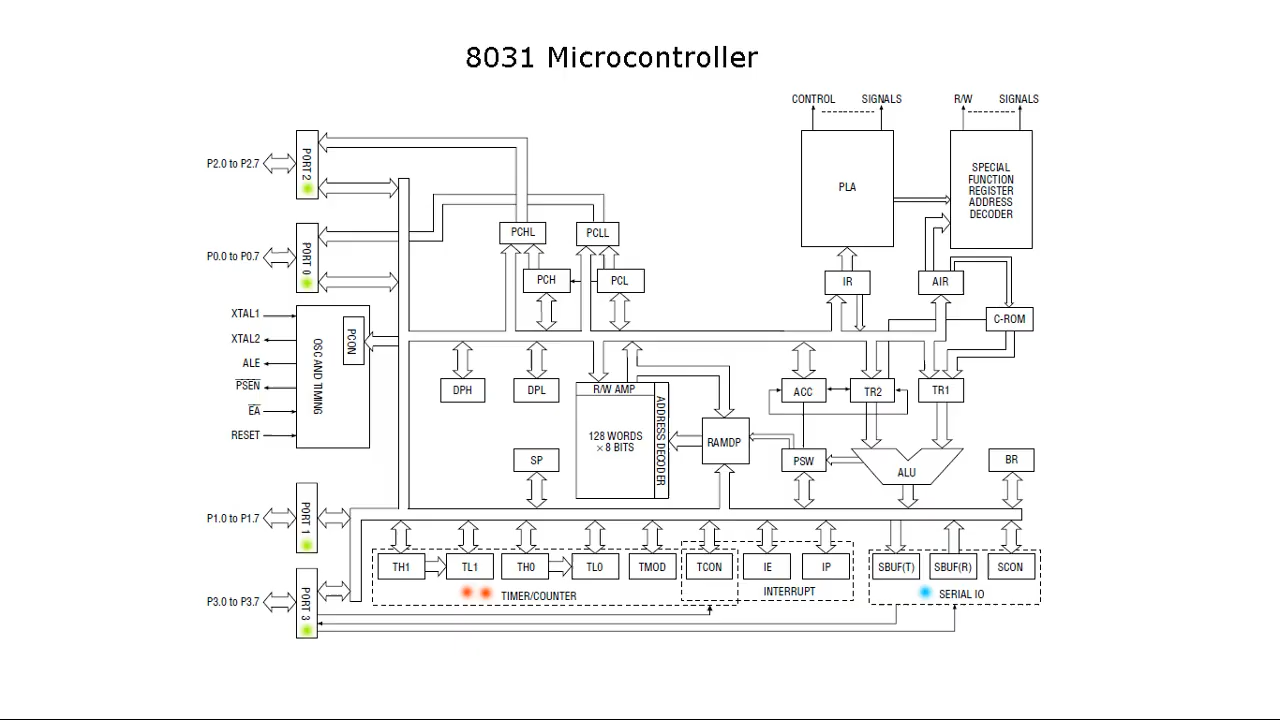 8031 Microcontroller
CONTROL SIGNALS
R/W SIGNALS
P2.0 to P2.7
PORT 2
PLA
SPECIAL
FUNCTION
REGISTER
ADDRESS
DECODER
P0.0 to P0.7
PORT 0
PCHL
PCLL
PCH
PCL
IR
AIR
C-ROM
XTAL1
XTAL2
ALE
PSEN
EA
RESET
OSC AND TIMING
PCON
DPH
DPL
R/W AMP
128 WORDS
× 8 BITS
ADDRESS DECODER
RAMDP
ACC
TR2
TR1
SP
PSW
ALU
BR
P1.0 to P1.7
PORT 1
P3.0 to P3.7
PORT 3
TH1
TL1
TH0
TL0
TMOD
TCON
IE
IP
SBUF(T)
SBUF(R)
SCON
TIMER/COUNTER
INTERRUPT
SERIAL IO